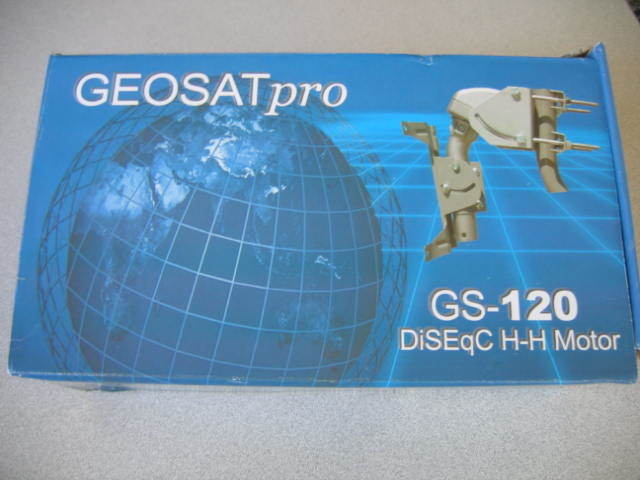 GEOSATpro
GS-120
DiSEqC H-H Motor